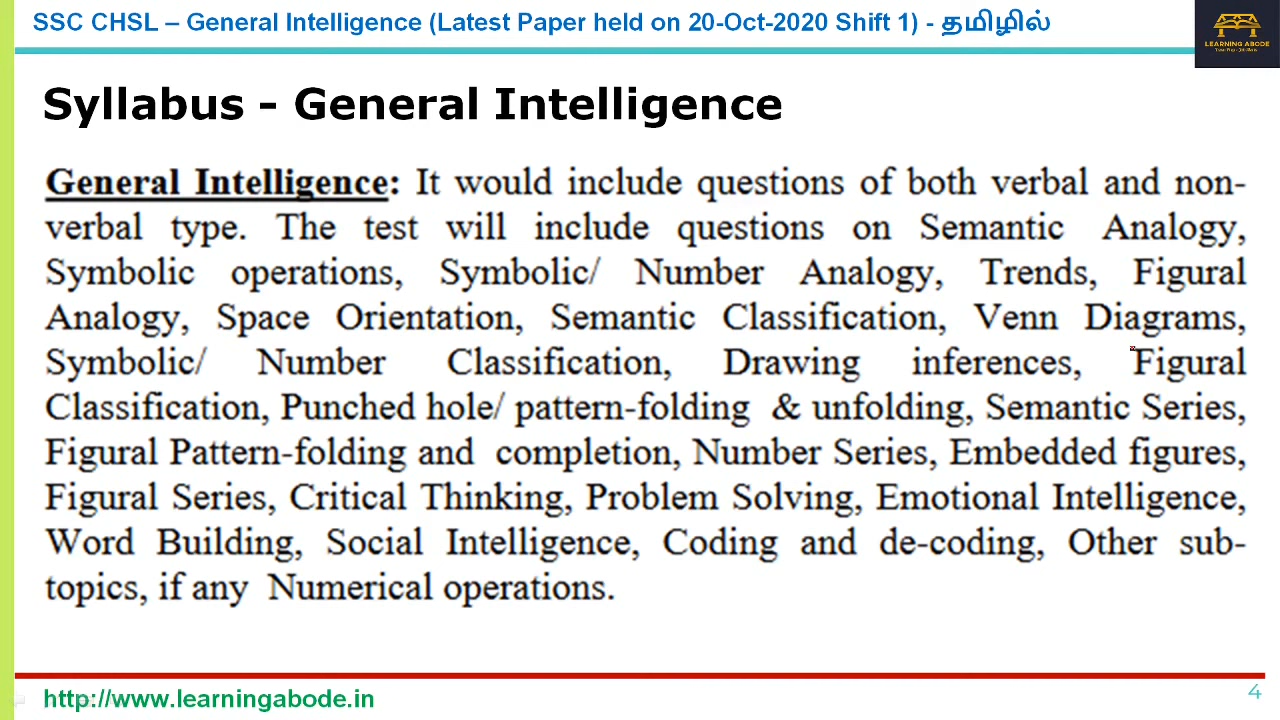 SSC CHSL – General Intelligence (Latest Paper held on 20-Oct-2020 Shift 1) - தமிழில்
LEARNING ABODE
Syllabus - General Intelligence
General Intelligence: It would include questions of both verbal and non-
verbal type. The test will include questions on Semantic Analogy,
Symbolic operations, Symbolic/ Number Analogy, Trends, Figural
Analogy, Space Orientation, Semantic Classification, Venn Diagrams,
Symbolic/ Number Classification, Drawing inferences, Figural
Classification, Punched hole/ pattern-folding & unfolding, Semantic Series,
Figural Pattern-folding and completion, Number Series, Embedded figures,
Figural Series, Critical Thinking, Problem Solving, Emotional Intelligence,
Word Building, Social Intelligence, Coding and de-coding, Other sub-
topics, if any Numerical operations.
http://www.learningabode.in
4